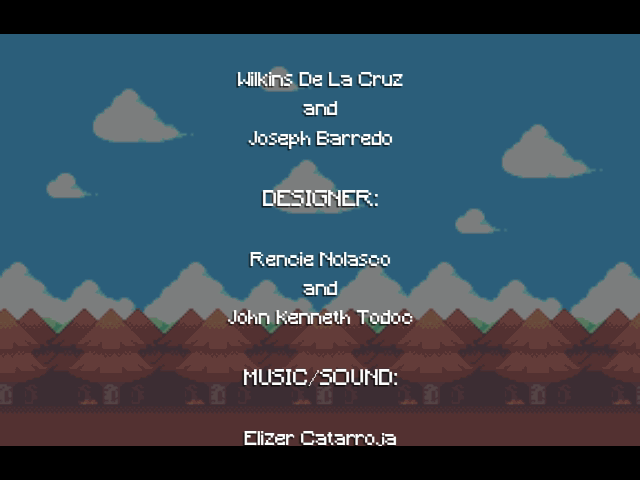 Wilkins De La Cruz
and
Joseph Barredo
DESIGNER:
Rencie Nolasco
and
John Kenneth Todoc
MUSIC/SOUND:
Elizer Catarroja